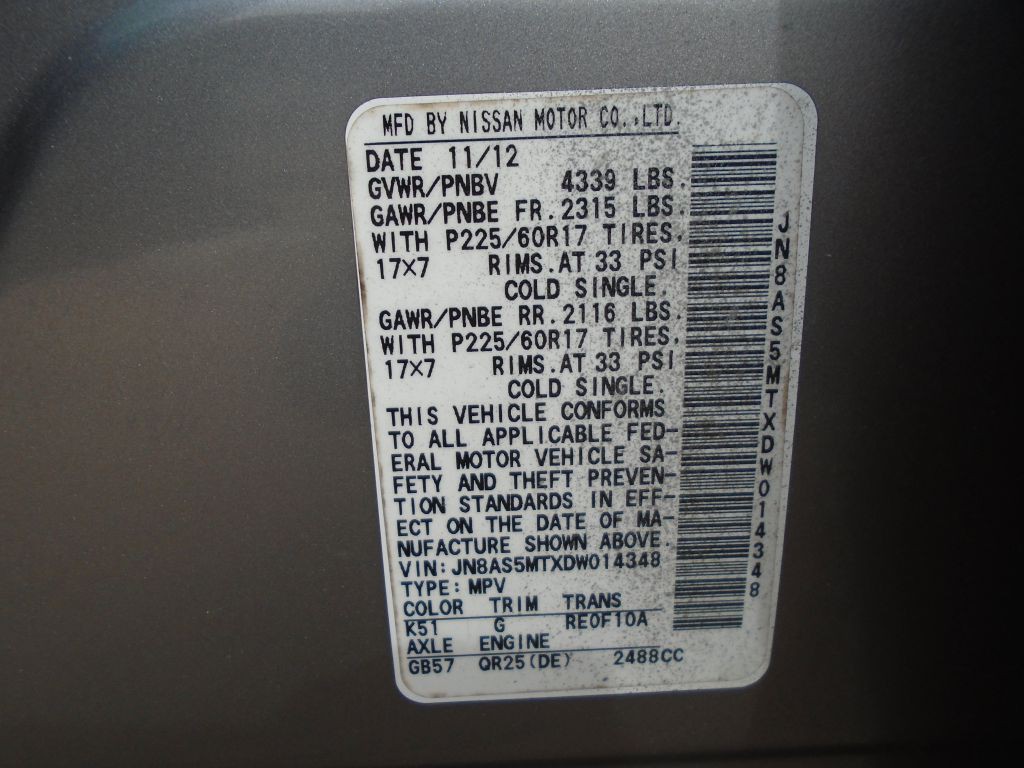 MFD BY NISSAN MOTOR CO.,LTD.
DATE 11/12
GVWR/PNBV 4339 LBS.
GAWR/PNBE FR.2315 LBS.
WITH P225/60R17 TIRES.
17×7 RIMS.AT 33 PSI
COLD SINGLE.
GAWR/PNBE RR.2116 LBS.
WITH P225/60R17 TIRES.
17×7 RIMS.AT 33 PSI
COLD SINGLE.
THIS VEHICLE CONFORMS
TO ALL APPLICABLE FED-
ERAL MOTOR VEHICLE SA-
FETY AND THEFT PREVEN-
TION STANDARDS IN EFF-
ECT ON THE DATE OF MA-
NUFACTURE SHOWN ABOVE.
VIN:JN8AS5MTXDW014348
TYPE:MPV
COLOR TRIM TRANS
K51 G RE0F10A
AXLE ENGINE
GB57 QR25(DE) 2488CC
JN8AS5MTXDW014348